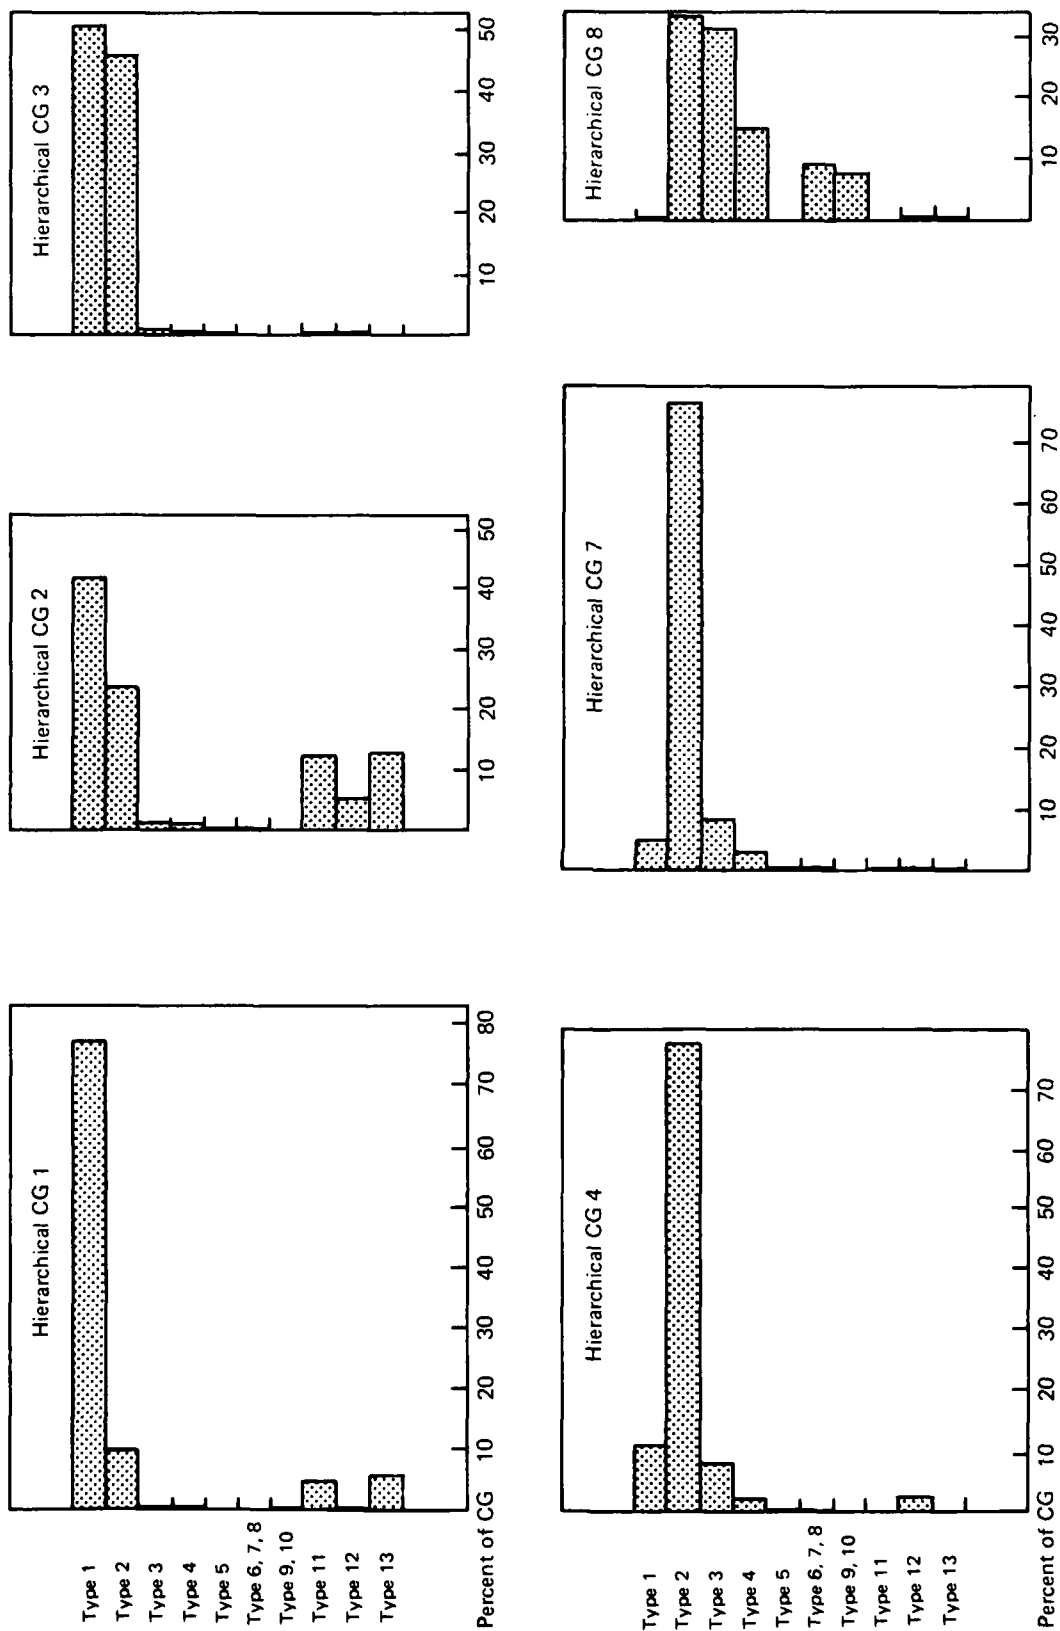 Hierarchical CG 1
Type 1
Type 2
Type 3
Type 4
Type 5
Type 6, 7, 8
Type 9, 10
Type 11
Type 12
Type 13
Percent of CG 10 20 30 40 50 60 70 80
Hierarchical CG 2
10 20 30 40 50
Hierarchical CG 3
10 20 30 40 50
Hierarchical CG 4
Type 1
Type 2
Type 3
Type 4
Type 5
Type 6, 7, 8
Type 9, 10
Type 11
Type 12
Type 13
Percent of CG 10 20 30 40 50 60 70
Hierarchical CG 7
10 20 30 40 50 60 70
Hierarchical CG 8
10 20 30